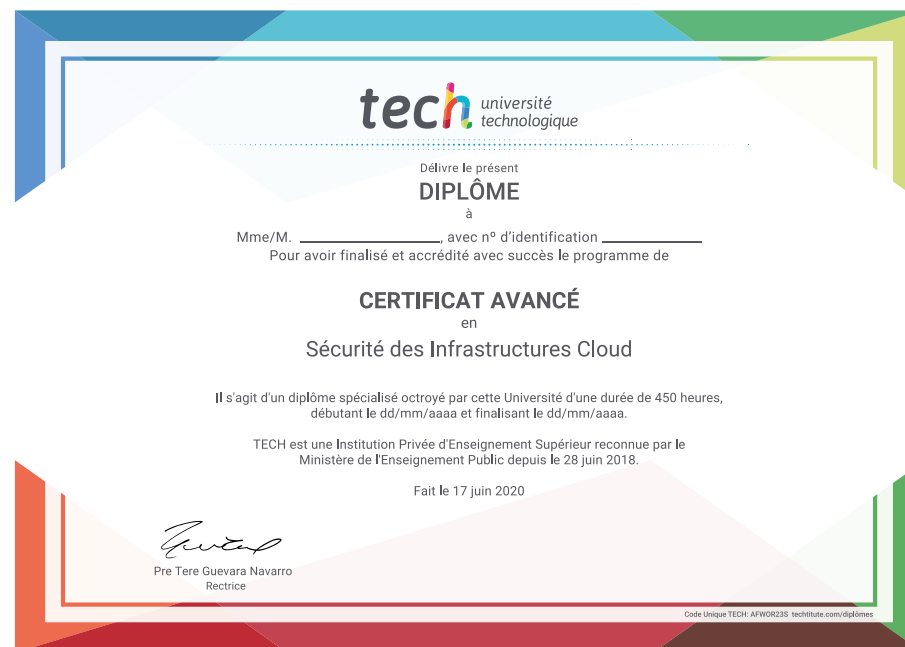 tech université
technologique
Délivre le présent
DIPLÔME
à
Mme/M. ____________________, avec nº d'identification ______________
Pour avoir finalisé et accrédité avec succès le programme de
CERTIFICAT AVANCÉ
en
Sécurité des Infrastructures Cloud
Il s'agit d'un diplôme spécialisé octroyé par cette Université d'une durée de 450 heures,
débutant le dd/mm/aaaa et finalisant le dd/mm/aaaa.
TECH est une Institution Privée d'Enseignement Supérieur reconnue par le
Ministère de l'Enseignement Public depuis le 28 juin 2018.
Fait le 17 juin 2020
Pre Tere Guevara Navarro
Rectrice
Code Unique TECH: AFWOR23S techtitute.com/diplômes